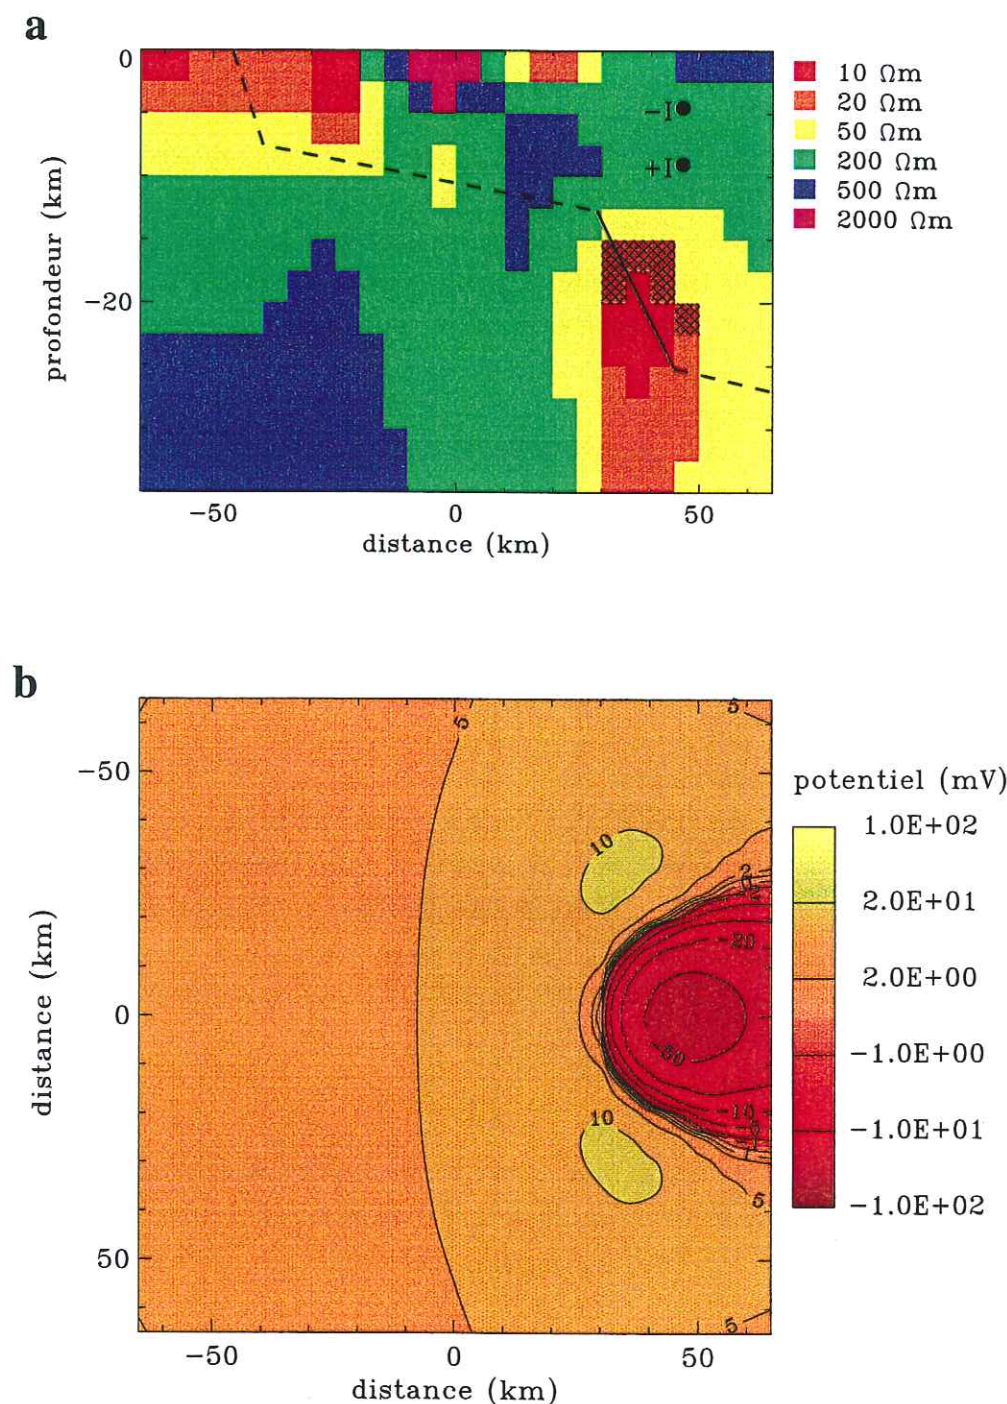 a
0
−20
profondeur (km)
−50
0
50
distance (km)
−I
+I
10 Ωm
20 Ωm
50 Ωm
200 Ωm
500 Ωm
2000 Ωm
b
−50
0
50
distance (km)
−50
0
50
distance (km)
5
5
10
2
−20
−50
−10
10
5
5
potentiel (mV)
1.0E+02
2.0E+01
2.0E+00
−1.0E+00
−1.0E+01
−1.0E+02